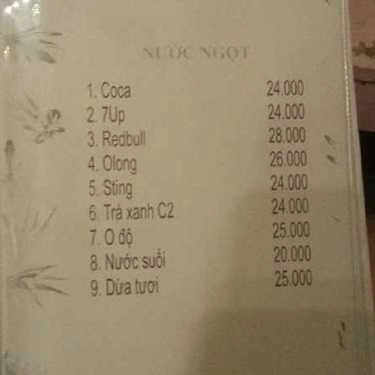 NƯỚC NGỌT
1. Coca 24.000
2. 7Up 24.000
3. Redbull 28.000
4. Olong 26.000
5. Sting 24.000
6. Trà xanh C2 24.000
7. O độ 25.000
8. Nước suối 20.000
9. Dừa tươi 25.000